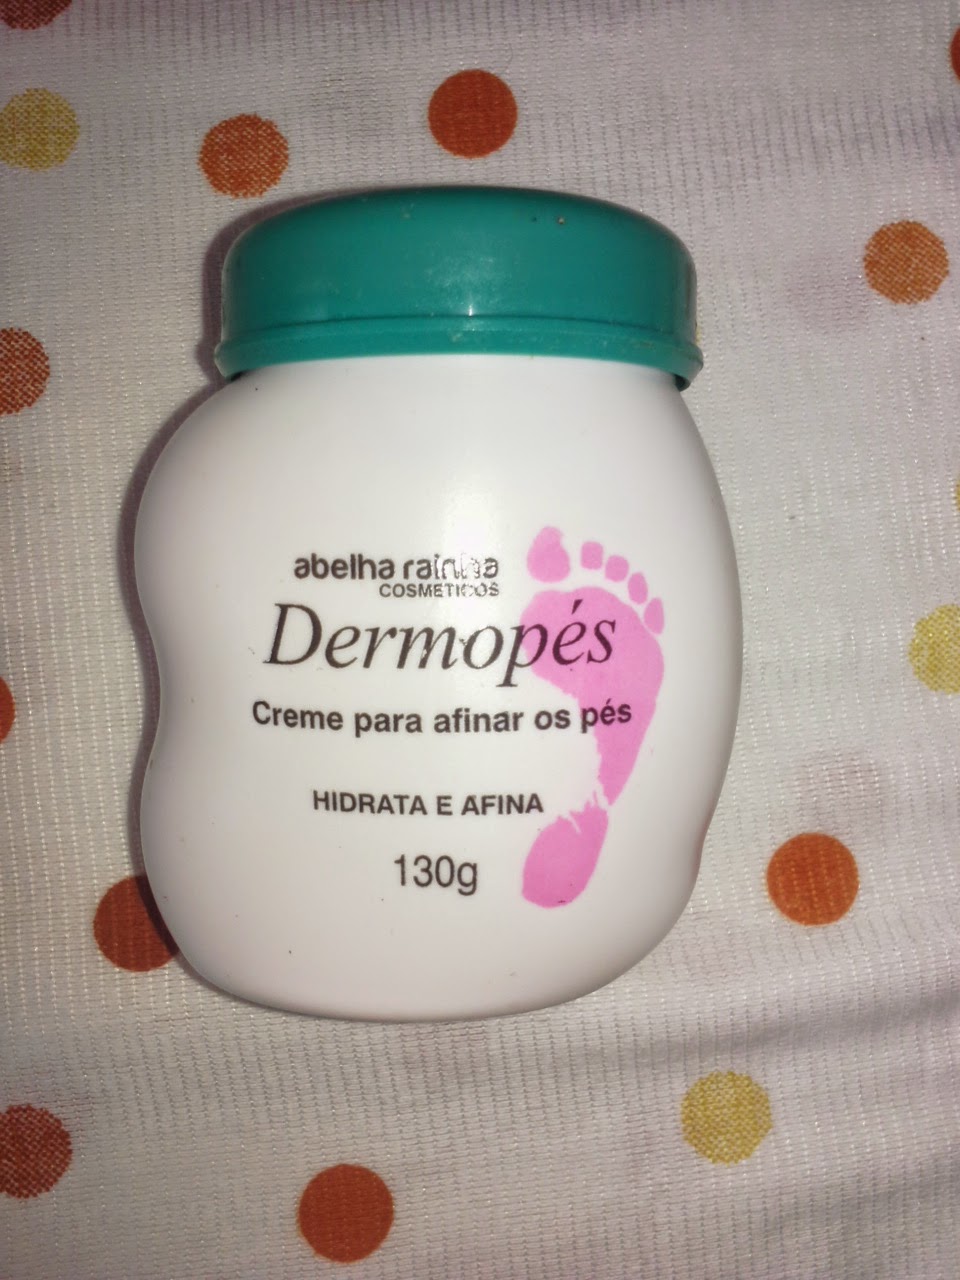 abelha rainha
COSMETICOS
Dermopés
Creme para afinar os pés
HIDRATA E AFINA
130g